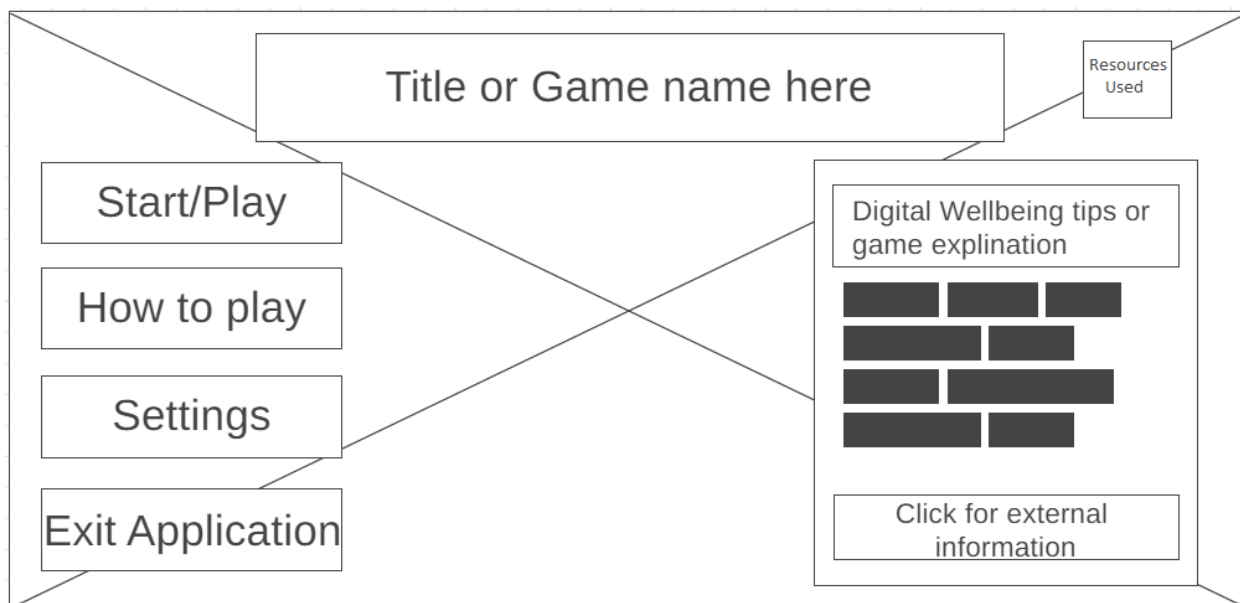 Title or Game name here
Resources
Used
Start/Play
How to play
Settings
Exit Application
Digital Wellbeing tips or
game explination
Click for external
information